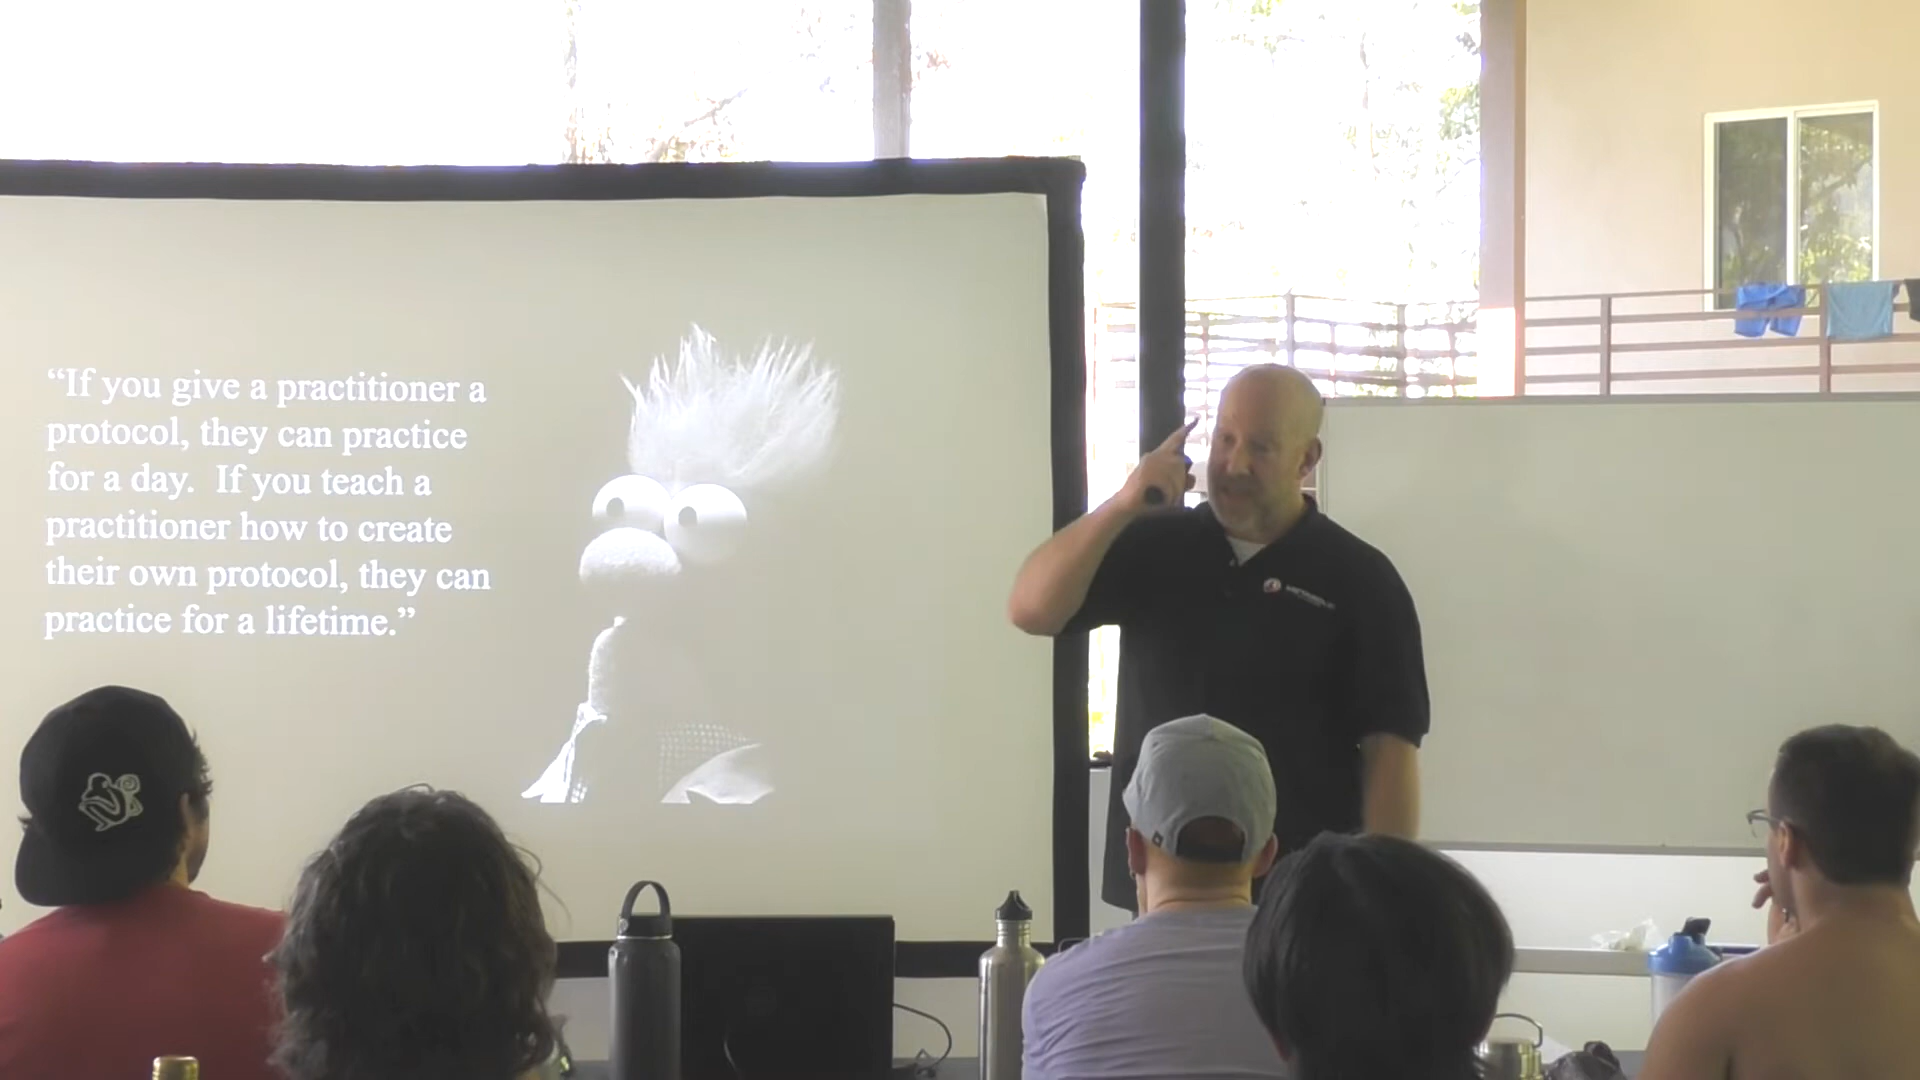 “If you give a practitioner a
protocol, they can practice
for a day.  If you teach a
practitioner how to create
their own protocol, they can
practice for a lifetime.”